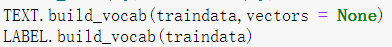 TEXT.build_vocab(traindata,vectors = None)
LABEL.build_vocab(traindata)